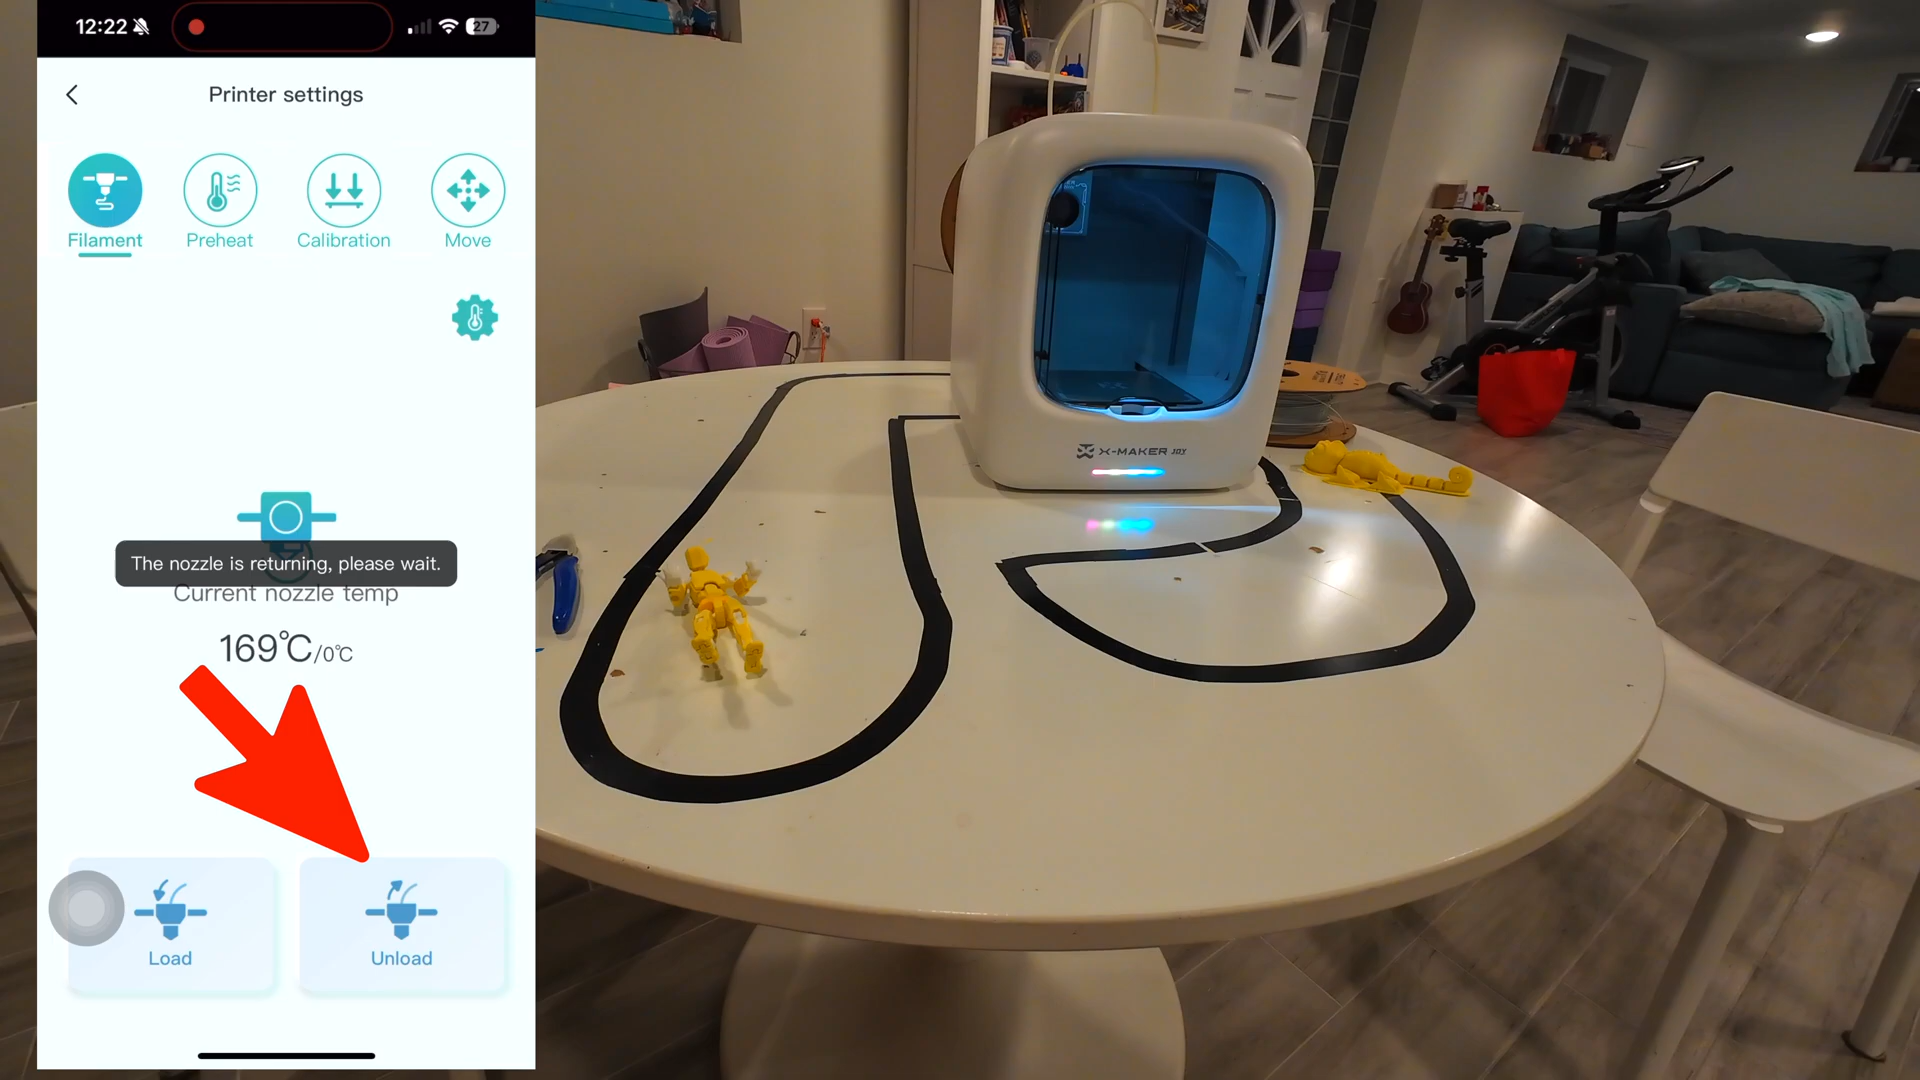 12:22
27
Printer settings
Filament
Preheat
Calibration
Move
The nozzle is returning, please wait.
Current nozzle temp
169℃/0℃
Load
Unload
X-MAKER JOY